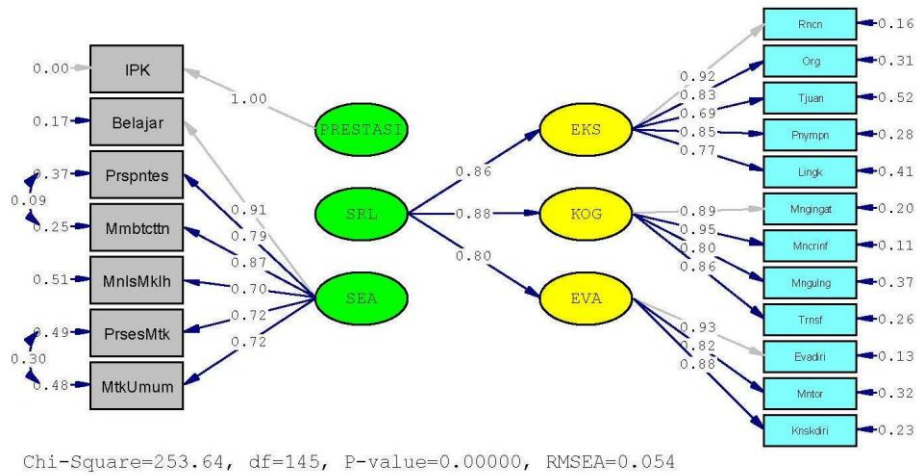 Rncn
0.16
IPK
0.00
Org
0.31
0.92
1.00
0.83
Tjuan
0.52
Belajar
0.17
PRESTASI
EKS
0.69
0.85
Pnympn
0.28
0.77
Prspntes
0.37
0.86
Lingk
0.41
0.09
0.91
Mngingat
0.20
0.89
Mmbtcttn
0.25
0.79
SRL
0.88
KOG
0.95
0.87
0.80
Mncrinf
0.11
0.80
0.86
MnlsMklh
0.51
0.70
Mngulng
0.37
SEA
EVA
0.72
Trnsf
0.26
PrsesMtk
0.49
0.93
0.72
0.82
Evadiri
0.13
0.30
0.88
MtkUmum
0.48
Mntor
0.32
Knskdiri
0.23
Chi-Square=253.64, df=145, P-value=0.00000, RMSEA=0.054